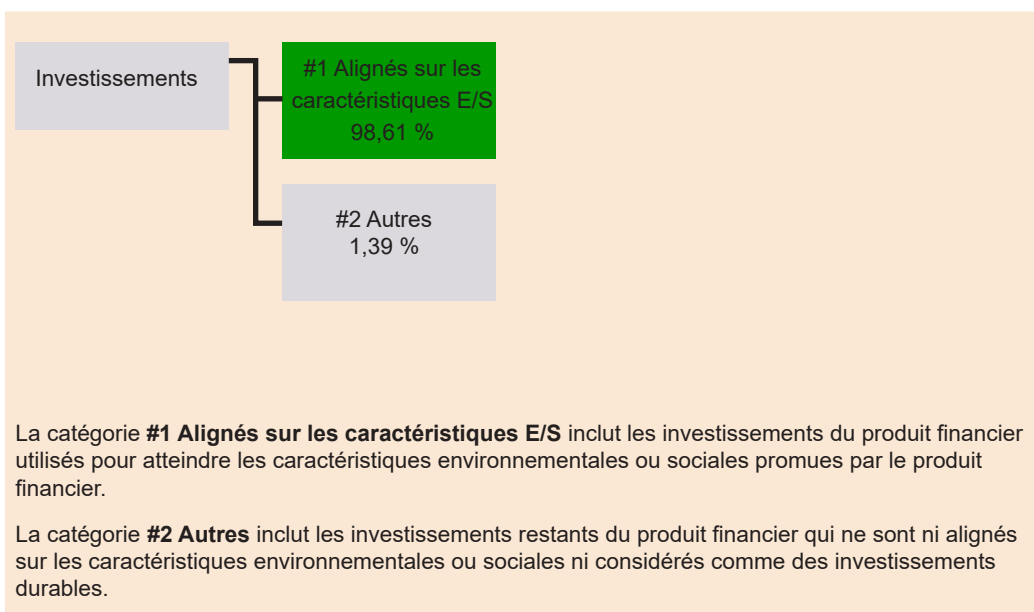 Investissements
#1 Alignés sur les
caractéristiques E/S
98,61 %
#2 Autres
1,39 %
La catégorie #1 Alignés sur les caractéristiques E/S inclut les investissements du produit financier
utilisés pour atteindre les caractéristiques environnementales ou sociales promues par le produit
financier.
La catégorie #2 Autres inclut les investissements restants du produit financier qui ne sont ni alignés
sur les caractéristiques environnementales ou sociales ni considérés comme des investissements
durables.